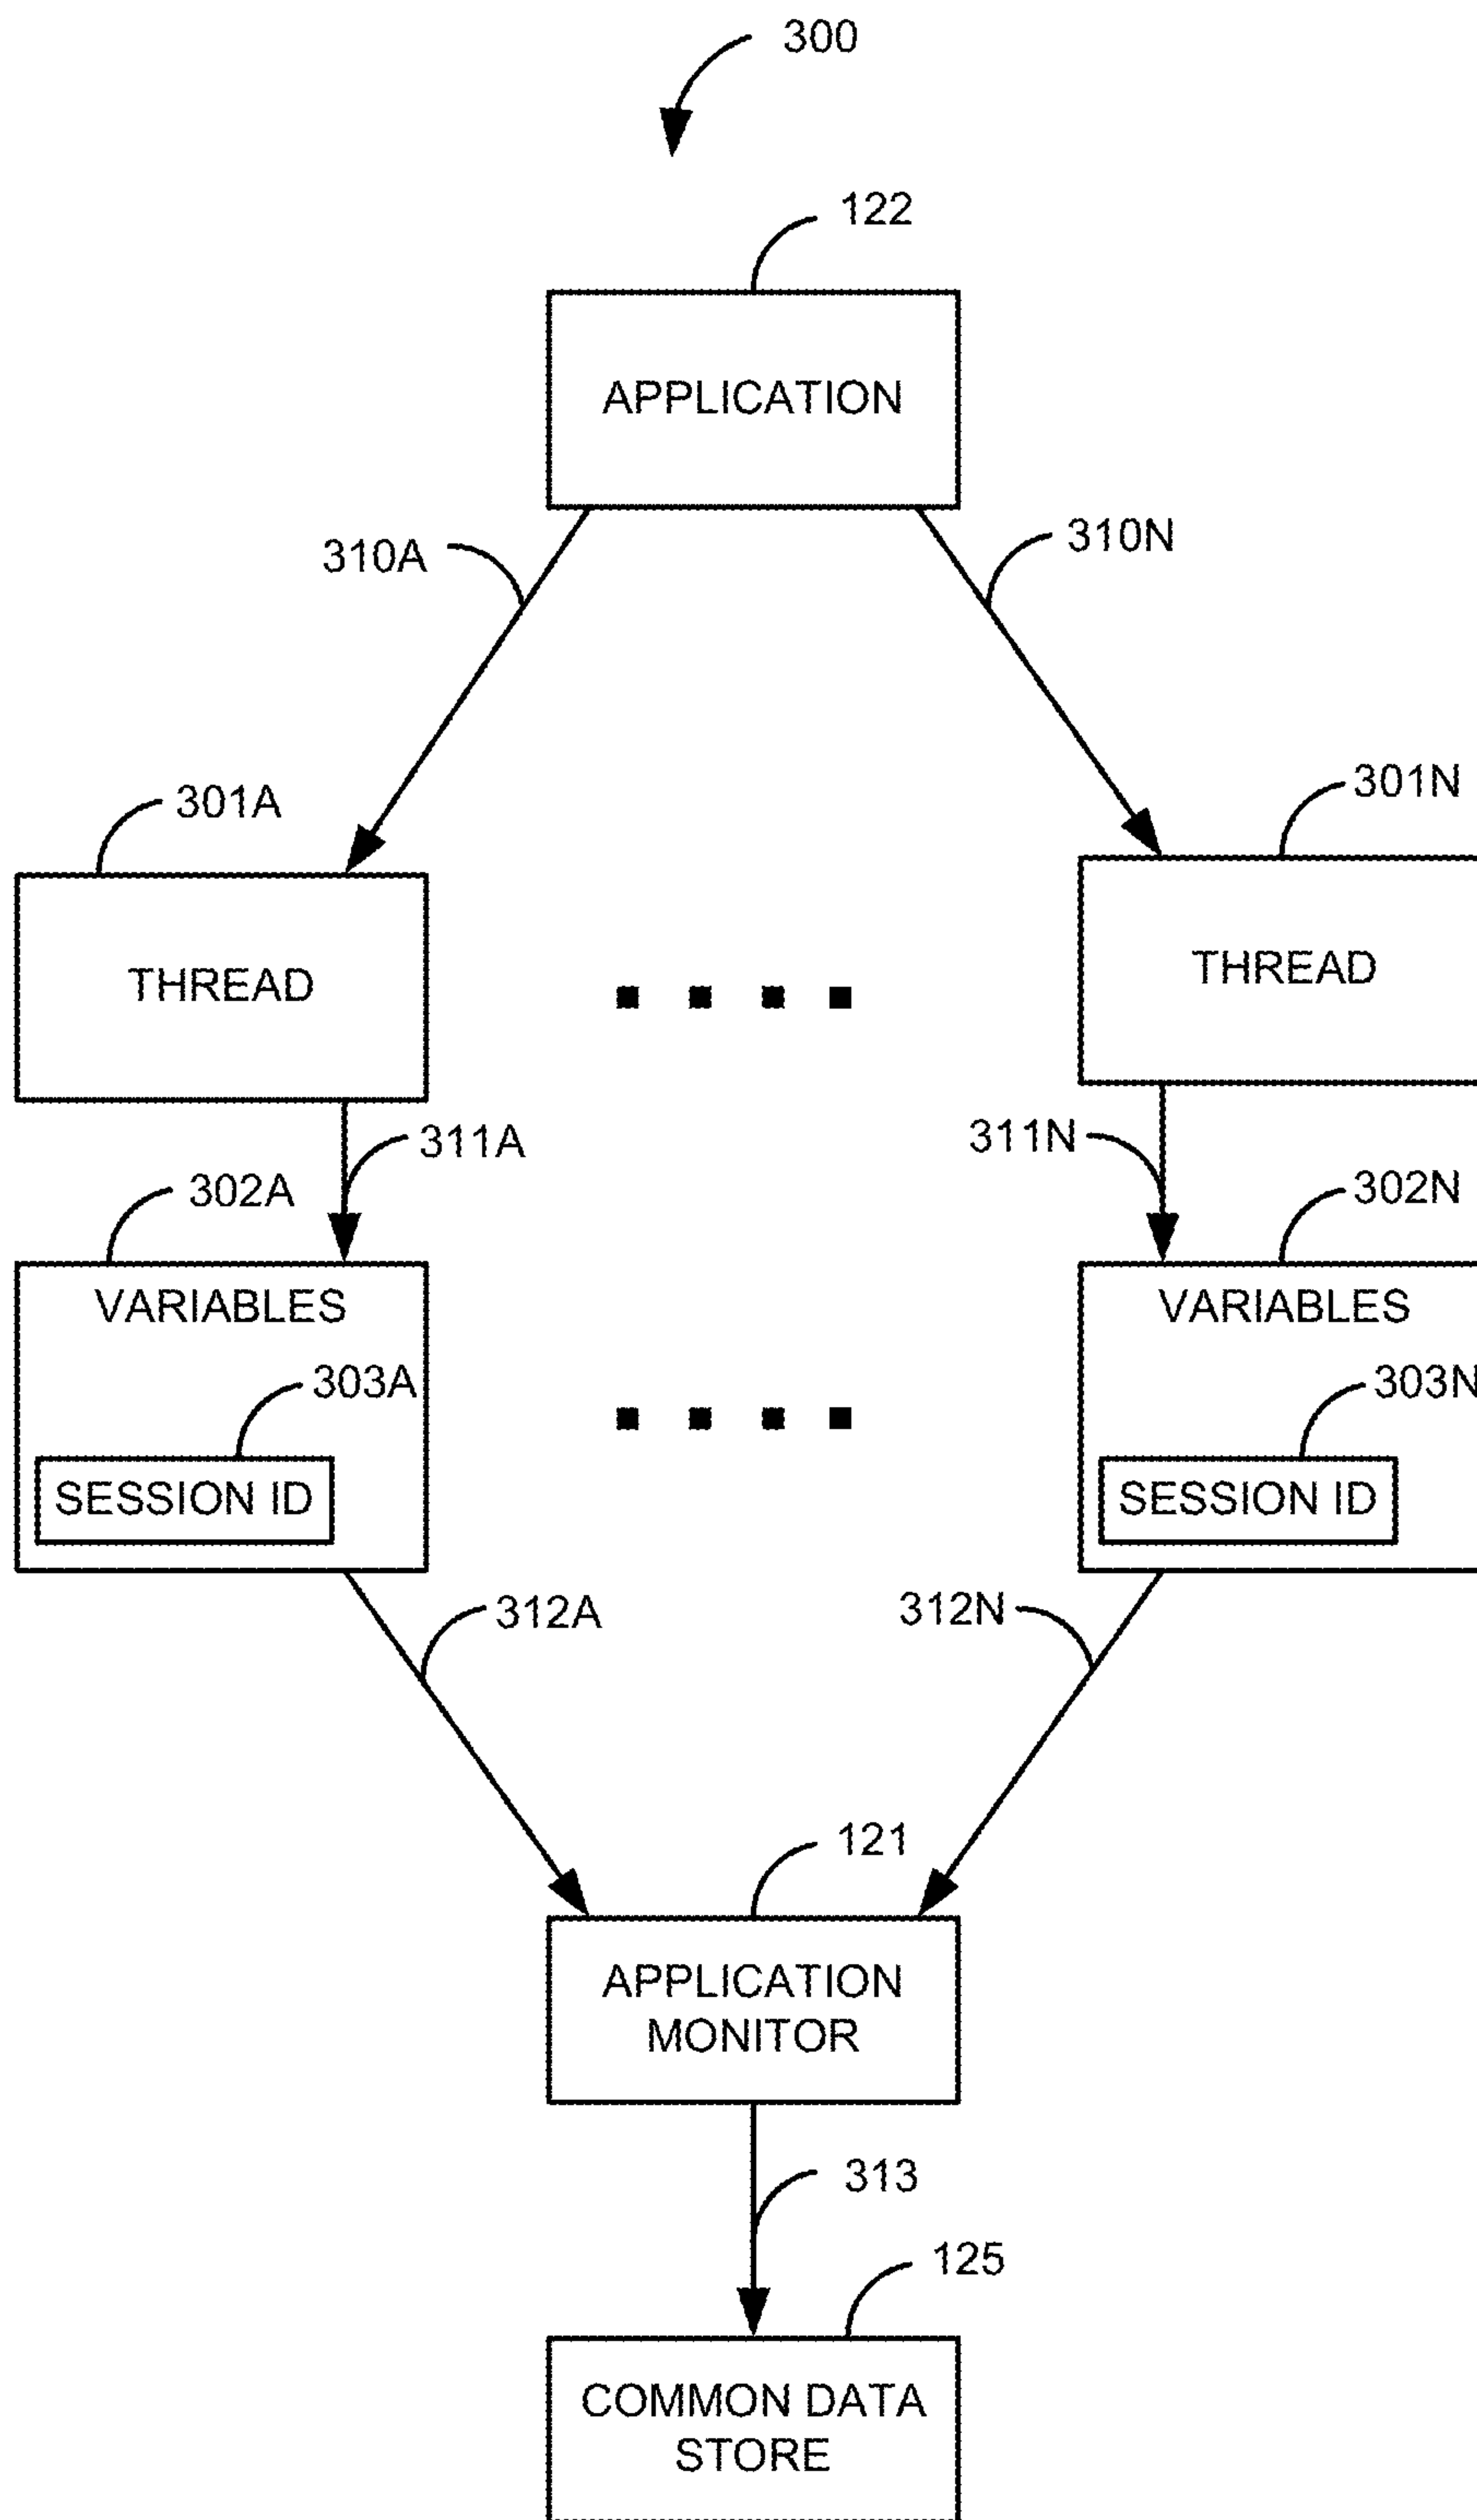 300
122
APPLICATION
310A
310N
301A
301N
THREAD
THREAD
311A
311N
302A
302N
VARIABLES
VARIABLES
303A
303N
SESSION ID
SESSION ID
312A
312N
121
APPLICATION
MONITOR
313
125
COMMON DATA
STORE